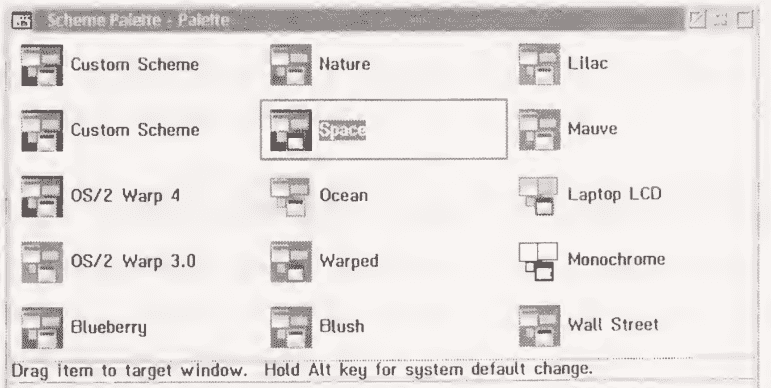 Scheme Palette - Palette
Custom Scheme Nature Lilac
Custom Scheme Space Mauve
OS/2 Warp 4 Ocean Laptop LCD
OS/2 Warp 3.0 Warped Monochrome
Blueberry Blush Wall Street
Drag item to target window. Hold Alt key for system default change.